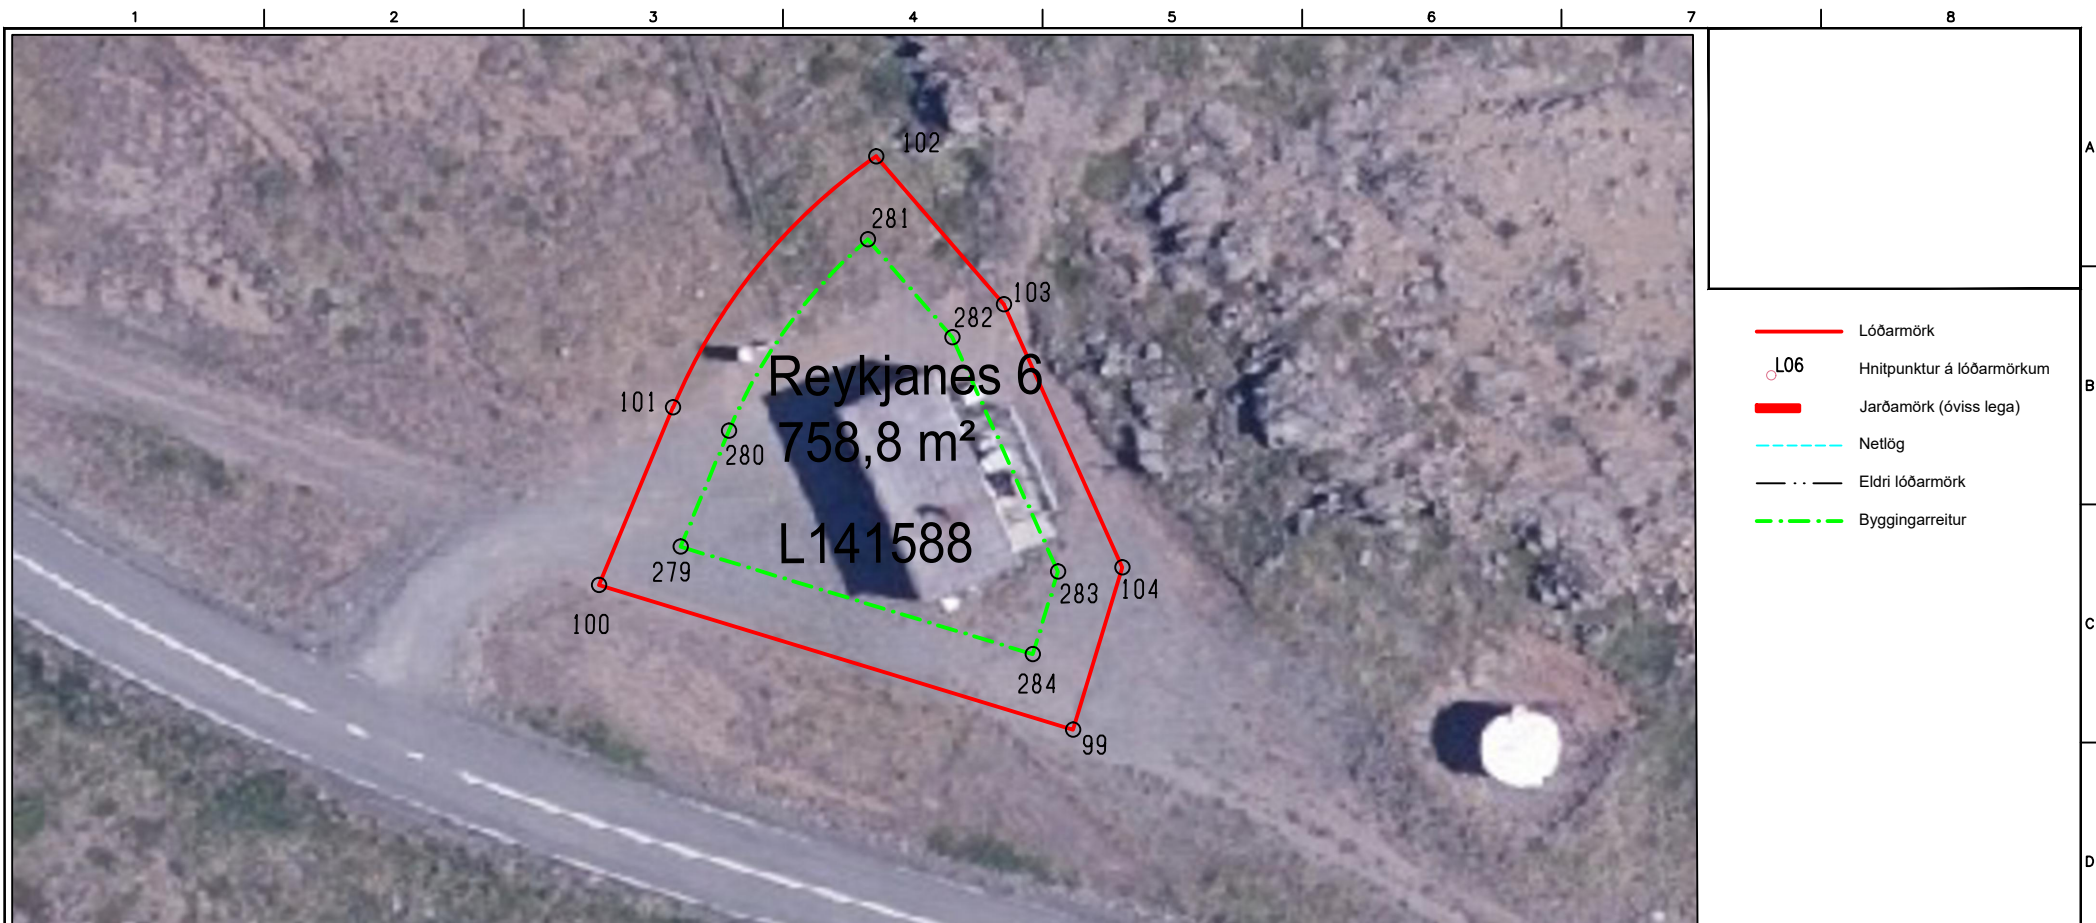 1 2 3 4 5 6 7 8
A
B
C
D
102
281
103
282
101
280
Reykjanes 6
758,8 m²
L141588
279
100
283
104
284
99
Lóðarmörk
L06 Hnitpunktur á lóðarmörkum
Jarðamörk (óviss lega)
Netlög
Eldri lóðarmörk
Byggingarreitur